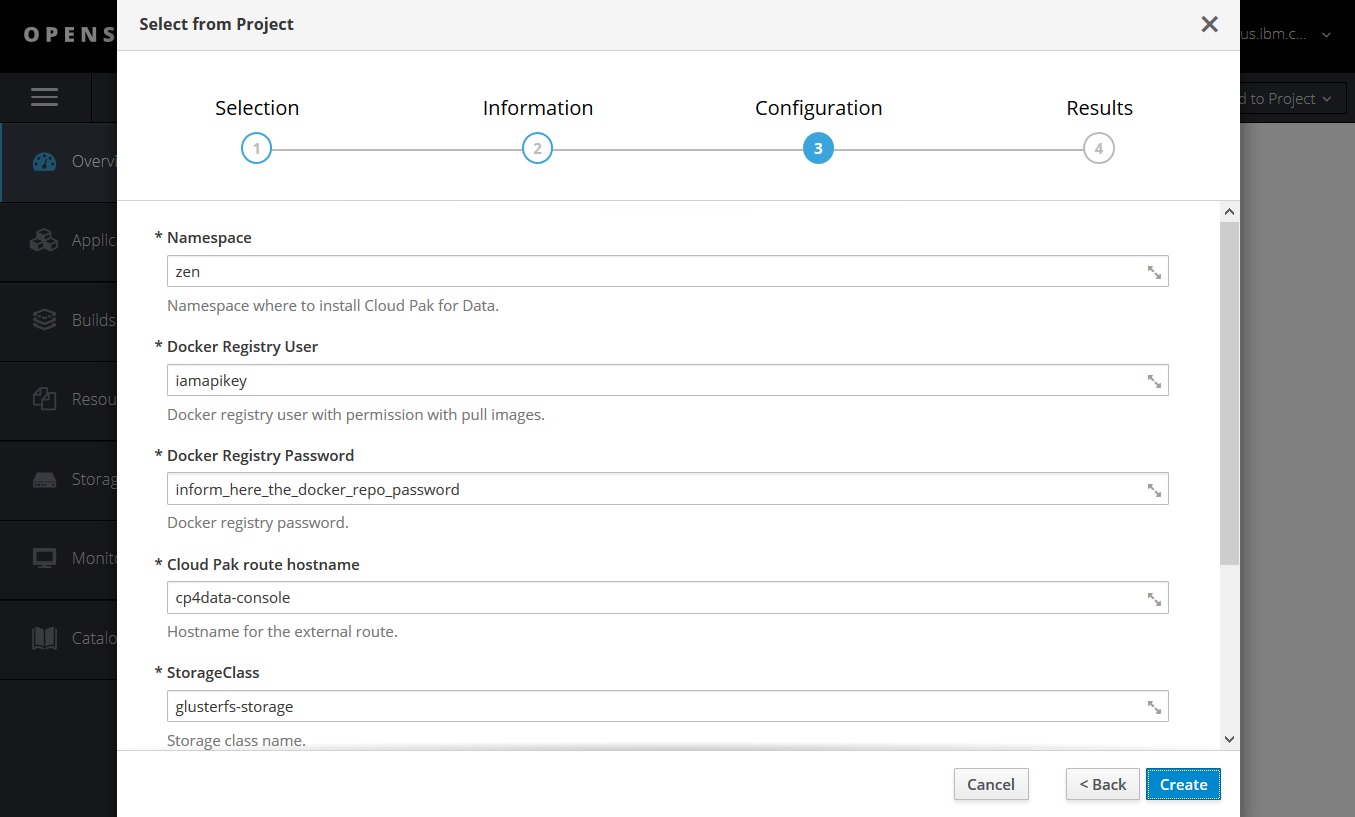 Select from Project
OPENS
us.ibm.c...
d to Project
Selection
Information
Configuration
Results
1
2
3
4
Overvi
Applic
Builds
Resou
Storag
Monito
Catalo
* Namespace
zen
Namespace where to install Cloud Pak for Data.
* Docker Registry User
iamapikey
Docker registry user with permission with pull images.
* Docker Registry Password
inform_here_the_docker_repo_password
Docker registry password.
* Cloud Pak route hostname
cp4data-console
Hostname for the external route.
* StorageClass
glusterfs-storage
Storage class name.
Cancel
< Back
Create